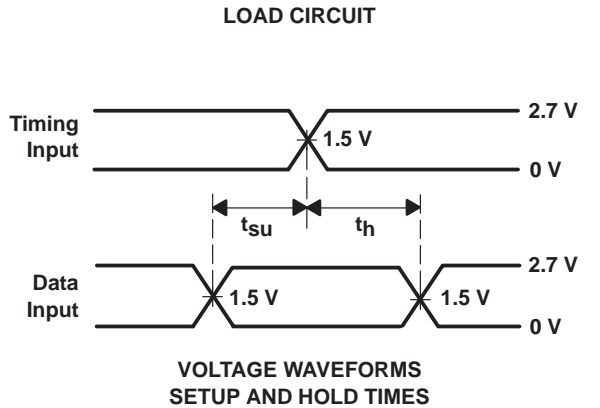 LOAD CIRCUIT
Timing Input
2.7 V
1.5 V
0 V
tsu
th
Data Input
2.7 V
1.5 V
1.5 V
0 V
VOLTAGE WAVEFORMS
SETUP AND HOLD TIMES